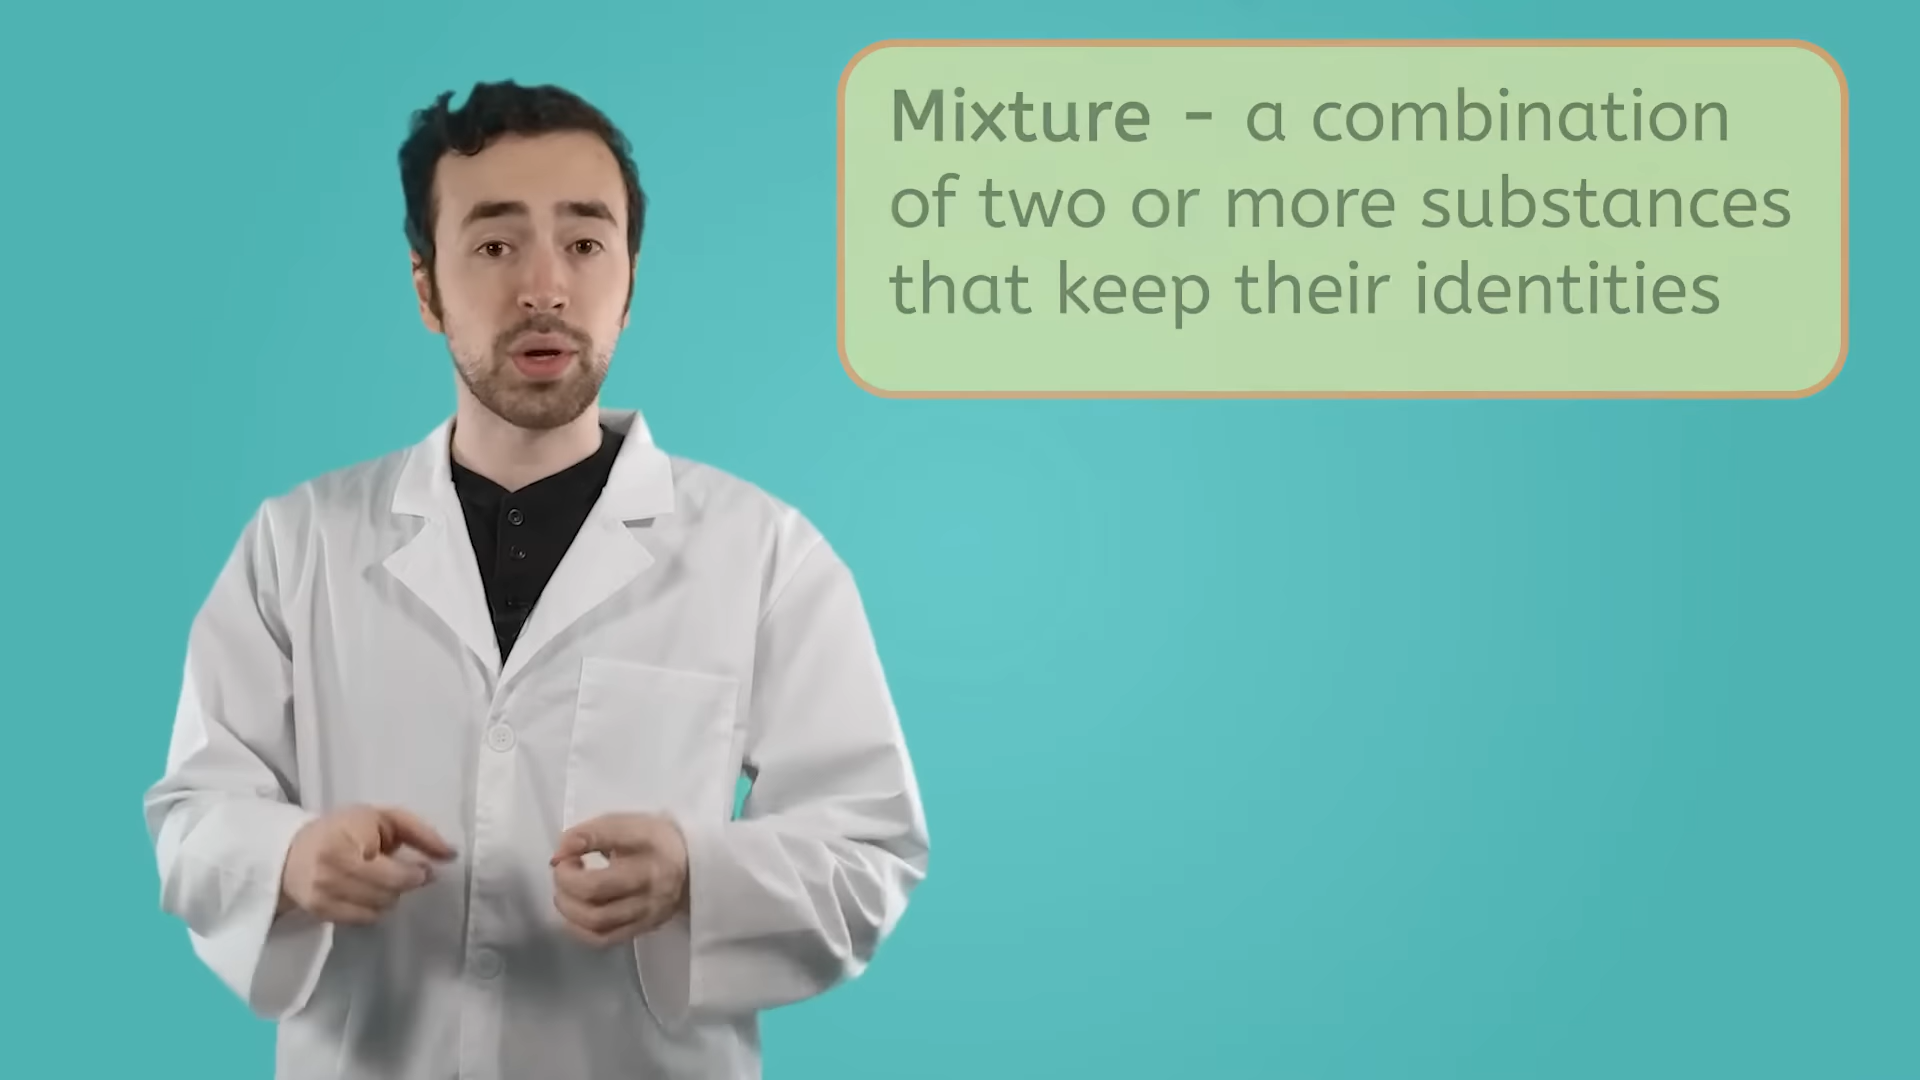 Mixture - a combination
of two or more substances
that keep their identities